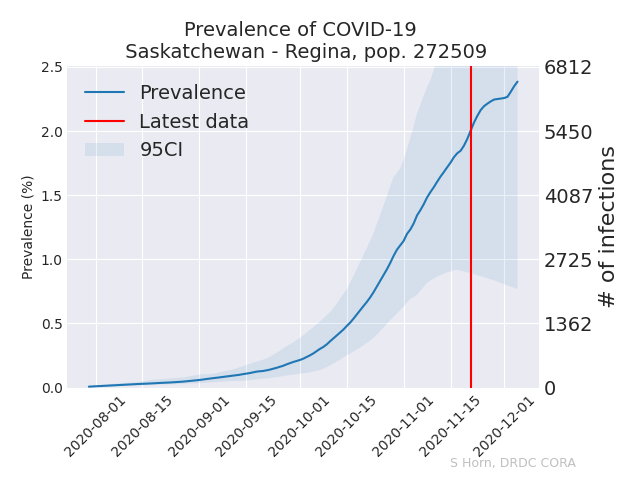 Prevalence of COVID-19
Saskatchewan - Regina, pop. 272509
Prevalence
Latest data
95CI
Prevalence (%)
2.5
2.0
1.5
1.0
0.5
0.0
6812
5450
4087
2725
1362
0
# of infections
2020-08-01
2020-08-15
2020-09-01
2020-09-15
2020-10-01
2020-10-15
2020-11-01
2020-11-15
2020-12-01
S Horn, DRDC CORA